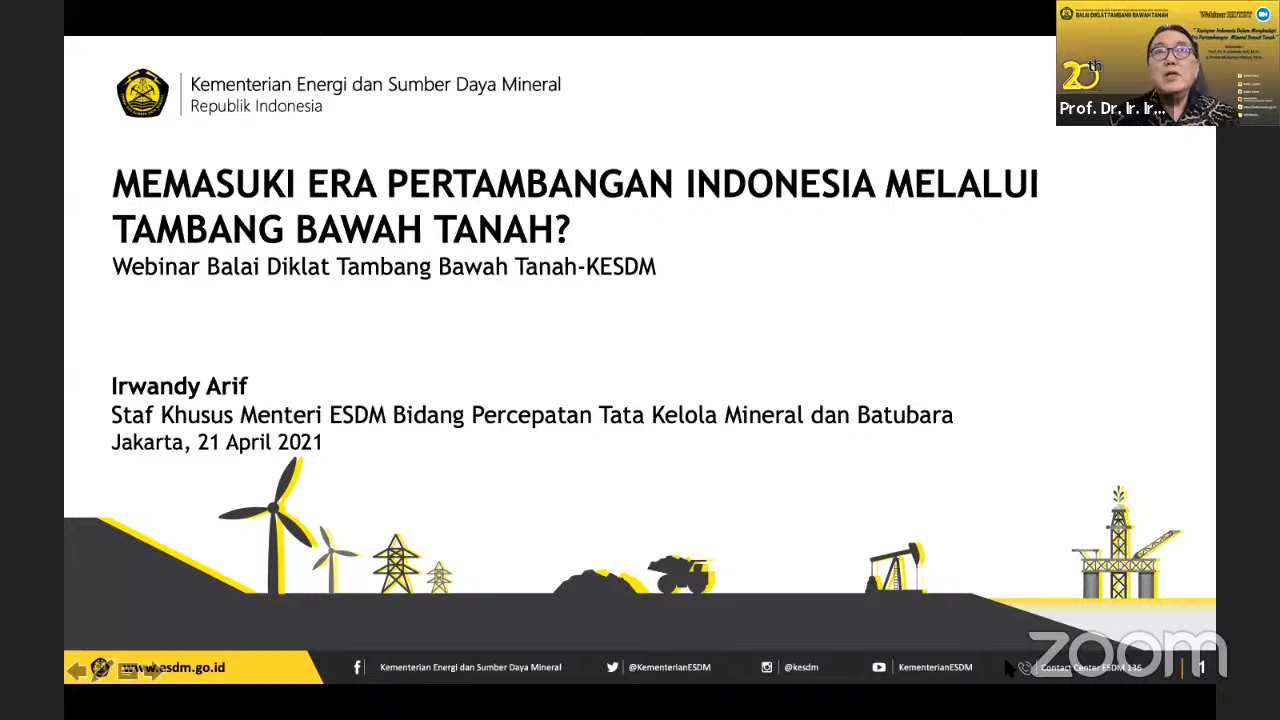 Kementerian Energi dan Sumber Daya Mineral
Republik Indonesia
BALAI DIKLAT TAMBANG BAWAH TANAH
20th
Prof. Dr. Ir. Ir...
MEMASUKI ERA PERTAMBANGAN INDONESIA MELALUI
TAMBANG BAWAH TANAH?
Webinar Balai Diklat Tambang Bawah Tanah-KESDM
Irwandy Arif
Staf Khusus Menteri ESDM Bidang Percepatan Tata Kelola Mineral dan Batubara
Jakarta, 21 April 2021
zoom
www.esdm.go.id
Kementerian Energi dan Sumber Daya Mineral
@KementerianESDM
@kesdm
KementerianESDM
Contact Center ESDM 136
1